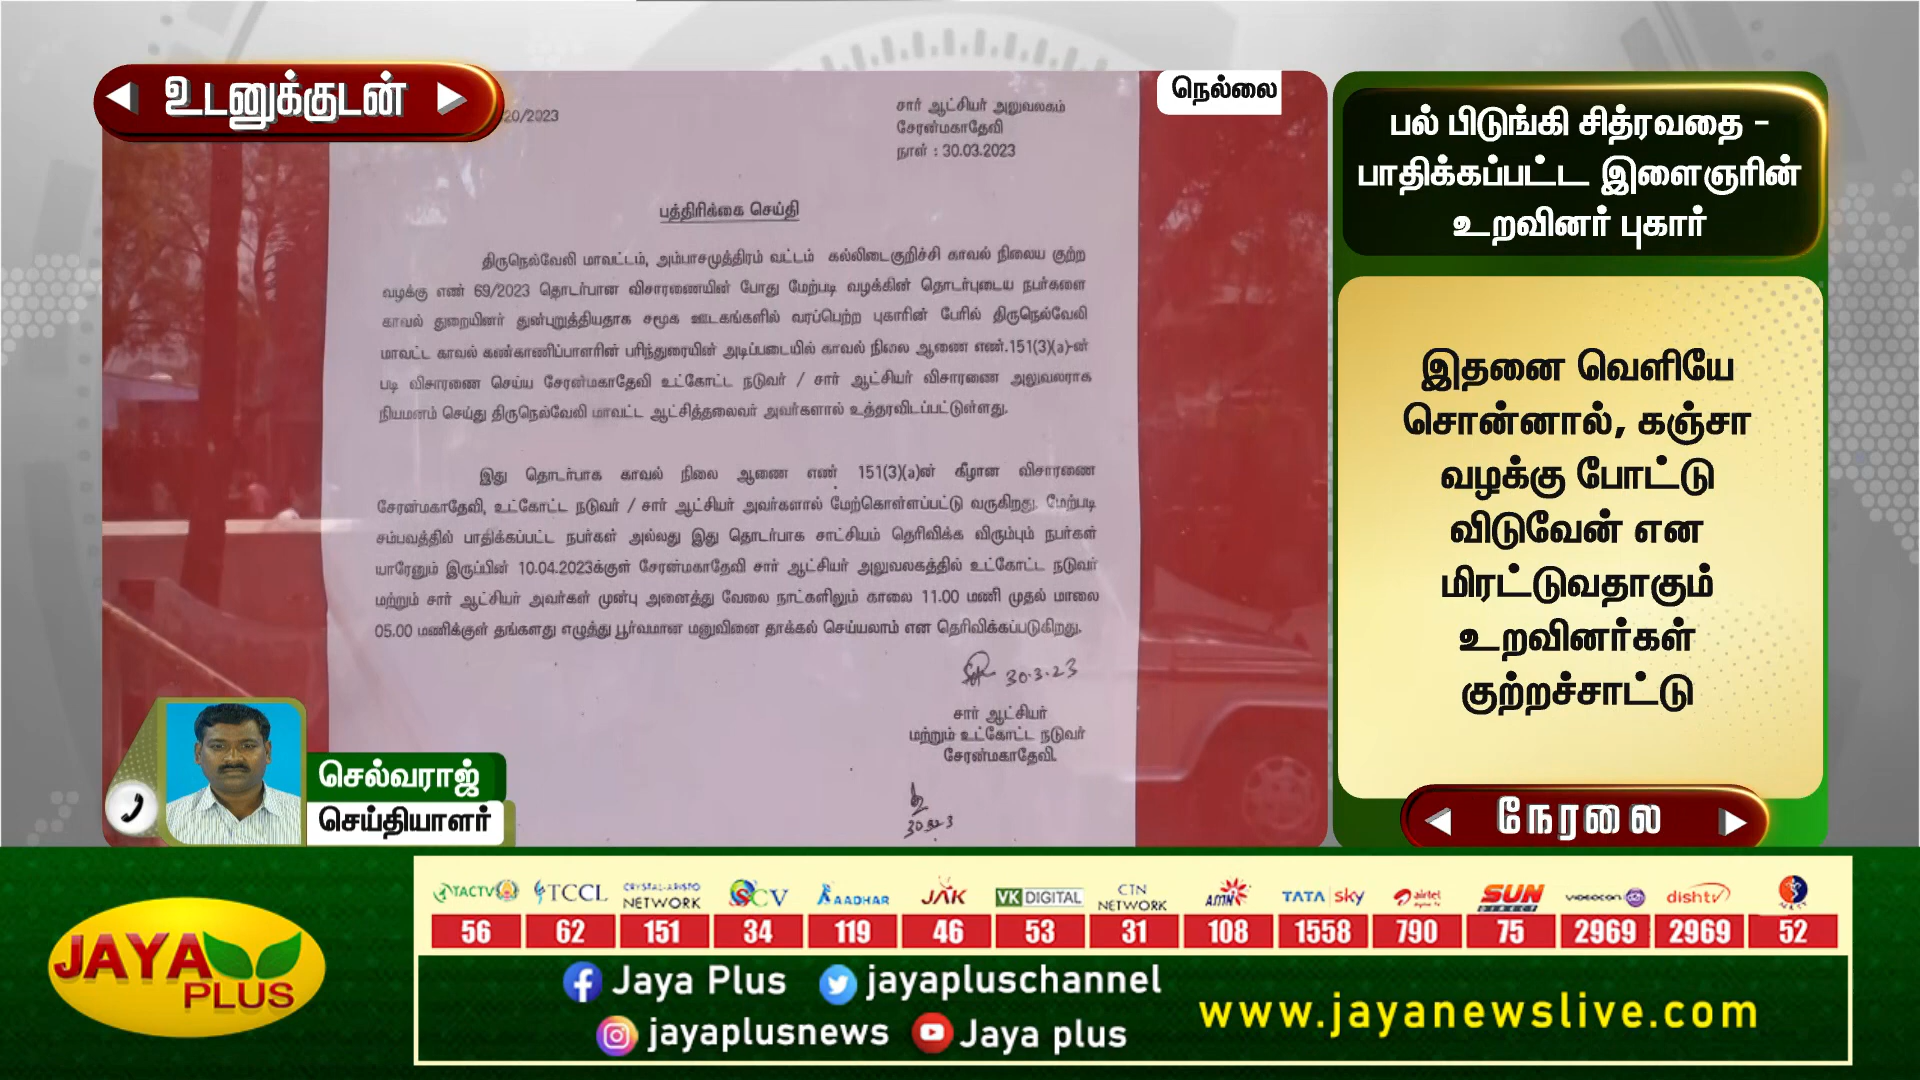 உடனுக்குடன்
நெல்லை
20/2023
சார் ஆட்சியர் அலுவலகம்
சேரன்மகாதேவி
நாள் : 30.03.2023
பத்திரிக்கை செய்தி
திருநெல்வேலி மாவட்டம், அம்பாசமுத்திரம் வட்டம் கல்லிடைகுறிச்சி காவல் நிலைய குற்ற
வழக்கு எண் 69/2023 தொடர்பான விசாரணையின் போது மேற்படி வழக்கின் தொடர்புடைய நபர்களை
காவல் துறையினர் துன்புறுத்தியதாக சமூக ஊடகங்களில் வரப்பெற்ற புகாரின் பேரில் திருநெல்வேலி
மாவட்ட காவல் கண்காணிப்பாளரின் பரிந்துரையின் அடிப்படையில் காவல் நிலை ஆணை எண்.151(3)(a)-ன்
படி விசாரணை செய்ய சேரன்மகாதேவி உட்கோட்ட நடுவர் / சார் ஆட்சியர் விசாரணை அலுவலராக
நியமனம் செய்து திருநெல்வேலி மாவட்ட ஆட்சித்தலைவர் அவர்களால் உத்தரவிடப்பட்டுள்ளது.
இது தொடர்பாக காவல் நிலை ஆணை எண் 151(3)(a)ன் கீழான விசாரணை
சேரன்மகாதேவி, உட்கோட்ட நடுவர் / சார் ஆட்சியர் அவர்களால் மேற்கொள்ளப்பட்டு வருகிறது. மேற்படி
சம்பவத்தில் பாதிக்கப்பட்ட நபர்கள் அல்லது இது தொடர்பாக சாட்சியம் தெரிவிக்க விரும்பும் நபர்கள்
யாரேனும் இருப்பின் 10.04.2023க்குள் சேரன்மகாதேவி சார் ஆட்சியர் அலுவலகத்தில் உட்கோட்ட நடுவர்
மற்றும் சார் ஆட்சியர் அவர்கள் முன்பு அனைத்து வேலை நாட்களிலும் காலை 11.00 மணி முதல் மாலை
05.00 மணிக்குள் தங்களது எழுத்து பூர்வமான மனுவினை தாக்கல் செய்யலாம் என தெரிவிக்கப்படுகிறது.
30.3.23
சார் ஆட்சியர்
மற்றும் உட்கோட்ட நடுவர்
சேரன்மகாதேவி.
செல்வராஜ்
செய்தியாளர்
பல் பிடுங்கி சித்ரவதை -
பாதிக்கப்பட்ட இளைஞரின்
உறவினர் புகார்
இதனை வெளியே
சொன்னால், கஞ்சா
வழக்கு போட்டு
விடுவேன் என
மிரட்டுவதாகும்
உறவினர்கள்
குற்றச்சாட்டு
நேரலை
JAYA
PLUS
TACTV TCCL CRYSTAL-ARISTO NETWORK SCV AADHAR JAK VK DIGITAL CTN NETWORK AMN TATA sky airtel SUN DIRECT VIDEOCON dishtv
56 62 151 34 119 46 53 31 108 1558 790 75 2969 2969 52
Jaya Plus jayapluschannel
jayaplusnews Jaya plus
www.jayanewslive.com